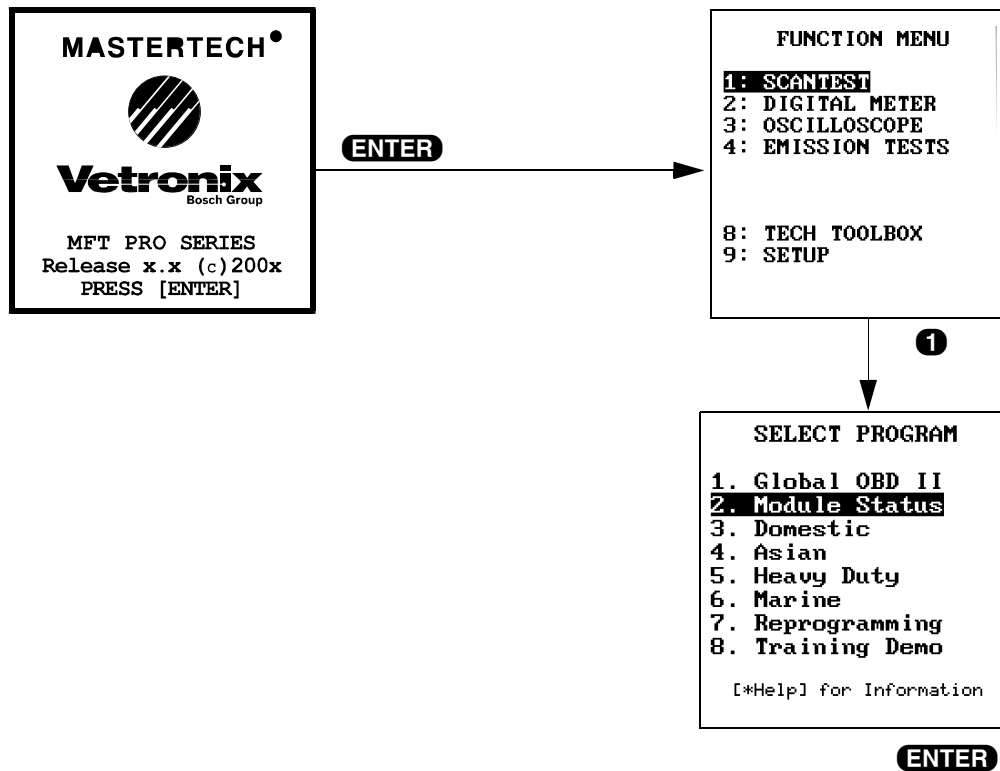 MASTERTECH
Vetronix
Bosch Group
MFT PRO SERIES
Release x.x (c)200x
PRESS [ENTER]
ENTER
FUNCTION MENU
1: SCANTEST
2: DIGITAL METER
3: OSCILLOSCOPE
4: EMISSION TESTS
8: TECH TOOLBOX
9: SETUP
1
SELECT PROGRAM
1. Global OBD II
2. Module Status
3. Domestic
4. Asian
5. Heavy Duty
6. Marine
7. Reprogramming
8. Training Demo
[*Help] for Information
ENTER